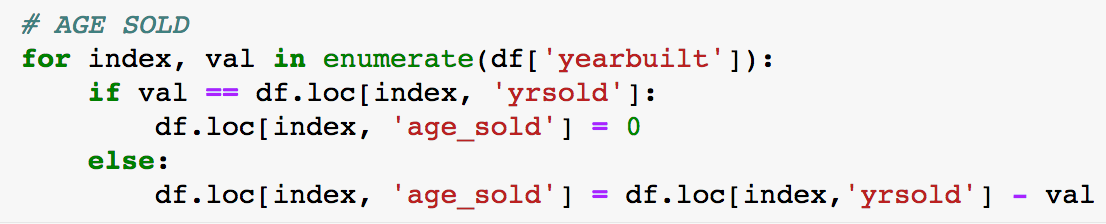 # AGE SOLD
for index, val in enumerate(df['yearbuilt']):
    if val == df.loc[index, 'yrsold']:
        df.loc[index, 'age_sold'] = 0
    else:
        df.loc[index, 'age_sold'] = df.loc[index,'yrsold'] - val